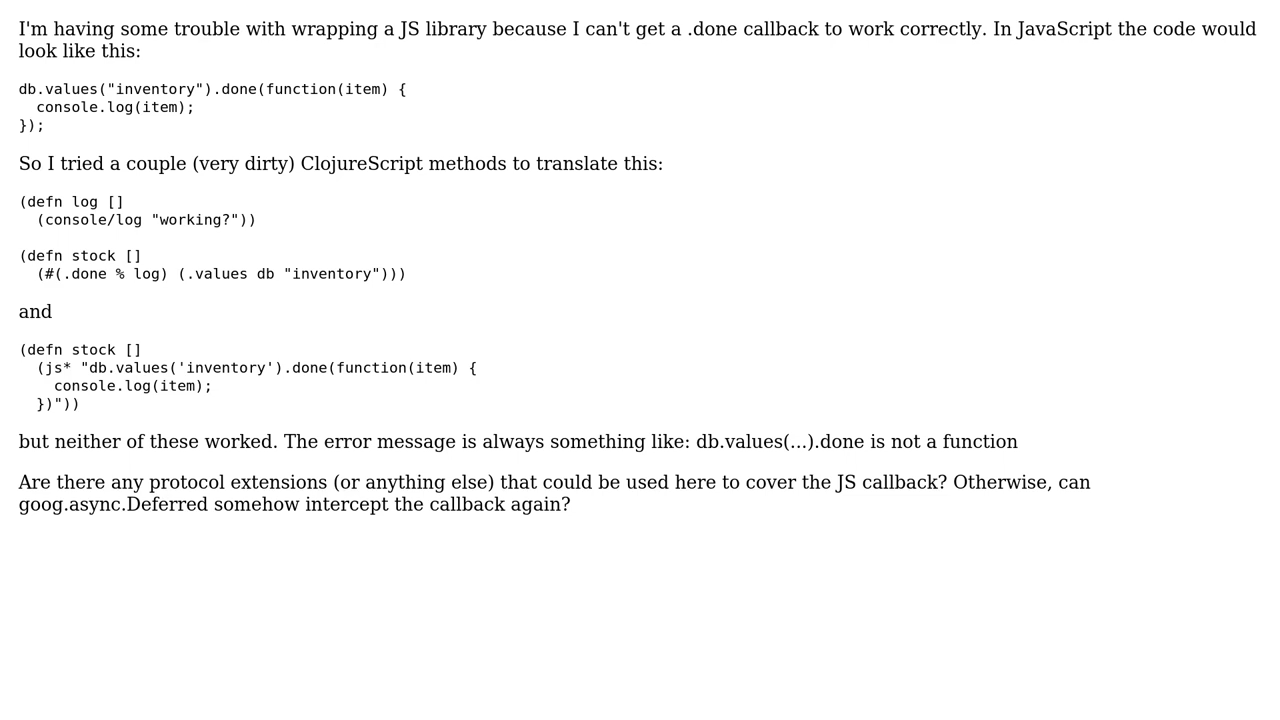 I'm having some trouble with wrapping a JS library because I can't get a .done callback to work correctly. In JavaScript the code would
look like this:
db.values("inventory").done(function(item) {
  console.log(item);
});
So I tried a couple (very dirty) ClojureScript methods to translate this:
(defn log []
  (console/log "working?"))
(defn stock []
  (#(.done % log) (.values db "inventory")))
and
(defn stock []
  (js* "db.values('inventory').done(function(item) {
    console.log(item);
  })"))
but neither of these worked. The error message is always something like: db.values(...).done is not a function
Are there any protocol extensions (or anything else) that could be used here to cover the JS callback? Otherwise, can
goog.async.Deferred somehow intercept the callback again?